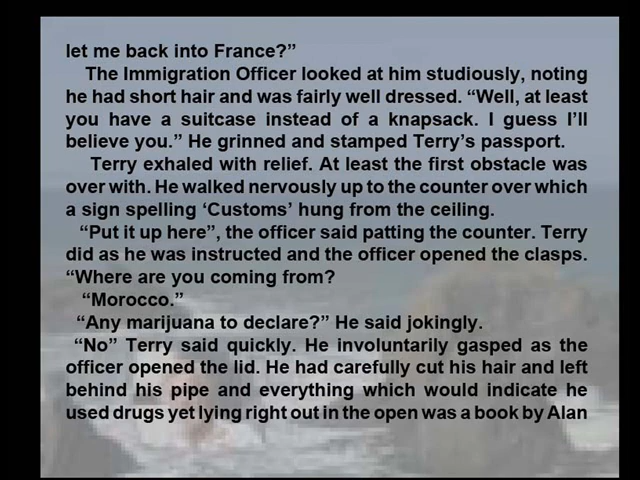 let me back into France?”
The Immigration Officer looked at him studiously, noting
he had short hair and was fairly well dressed. “Well, at least
you have a suitcase instead of a knapsack. I guess I’ll
believe you.” He grinned and stamped Terry’s passport.
Terry exhaled with relief. At least the first obstacle was
over with. He walked nervously up to the counter over which
a sign spelling ‘Customs’ hung from the ceiling.
“Put it up here”, the officer said patting the counter. Terry
did as he was instructed and the officer opened the clasps.
“Where are you coming from?
“Morocco.”
“Any marijuana to declare?” He said jokingly.
“No” Terry said quickly. He involuntarily gasped as the
officer opened the lid. He had carefully cut his hair and left
behind his pipe and everything which would indicate he
used drugs yet lying right out in the open was a book by Alan